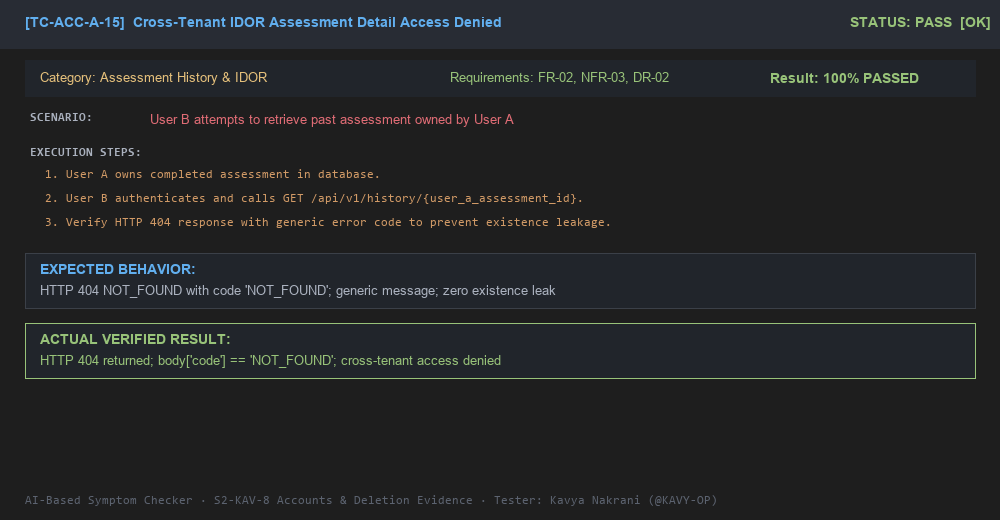 [TC-ACC-A-15] Cross-Tenant IDOR Assessment Detail Access Denied STATUS: PASS [OK]
Category: Assessment History & IDOR Requirements: FR-02, NFR-03, DR-02 Result: 100% PASSED
SCENARIO: User B attempts to retrieve past assessment owned by User A
EXECUTION STEPS:
1. User A owns completed assessment in database.
2. User B authenticates and calls GET /api/v1/history/{user_a_assessment_id}.
3. Verify HTTP 404 response with generic error code to prevent existence leakage.
EXPECTED BEHAVIOR:
HTTP 404 NOT_FOUND with code 'NOT_FOUND'; generic message; zero existence leak
ACTUAL VERIFIED RESULT:
HTTP 404 returned; body['code'] == 'NOT_FOUND'; cross-tenant access denied
AI-Based Symptom Checker · S2-KAV-8 Accounts & Deletion Evidence · Tester: Kavya Nakrani (@KAVY-OP)